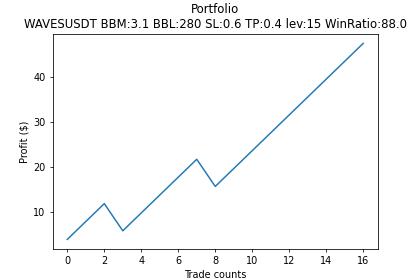 Portfolio
WAVESUSDT BBM:3.1 BBL:280 SL:0.6 TP:0.4 lev:15 WinRatio:88.0
Profit ($)
40
30
20
10
0 2 4 6 8 10 12 14 16
Trade counts